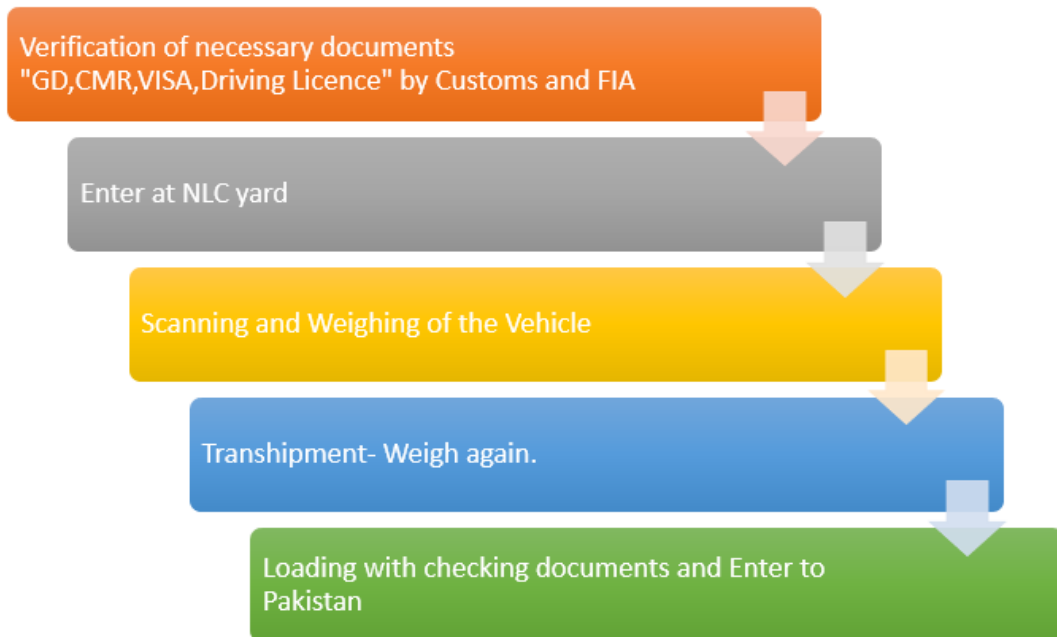 Verification of necessary documents
"GD,CMR,VISA,Driving Licence" by Customs and FIA
Enter at NLC yard
Scanning and Weighing of the Vehicle
Transhipment- Weigh again.
Loading with checking documents and Enter to
Pakistan